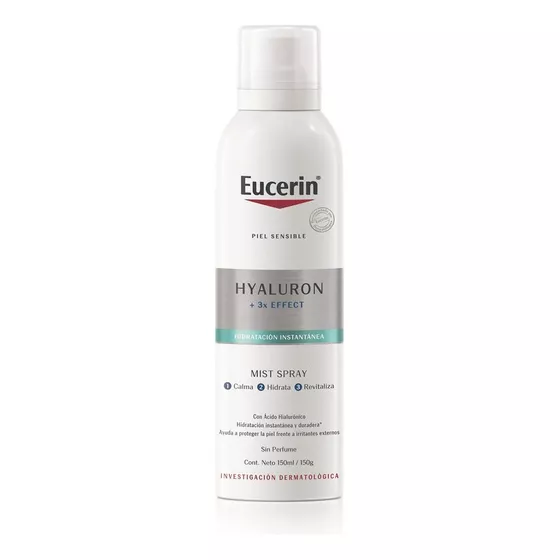 Eucerin®
PIEL SENSIBLE
HYALURON
+ 3x EFFECT
HIDRATACIÓN INSTANTÁNEA
MIST SPRAY
1 Calma 2 Hidrata 3 Revitaliza
Con Ácido Hialurónico
Hidratación instantánea y duradera*
Ayuda a proteger la piel frente a irritantes externos
Sin Perfume
Cont. Neto 150ml / 150g
INVESTIGACIÓN DERMATOLÓGICA